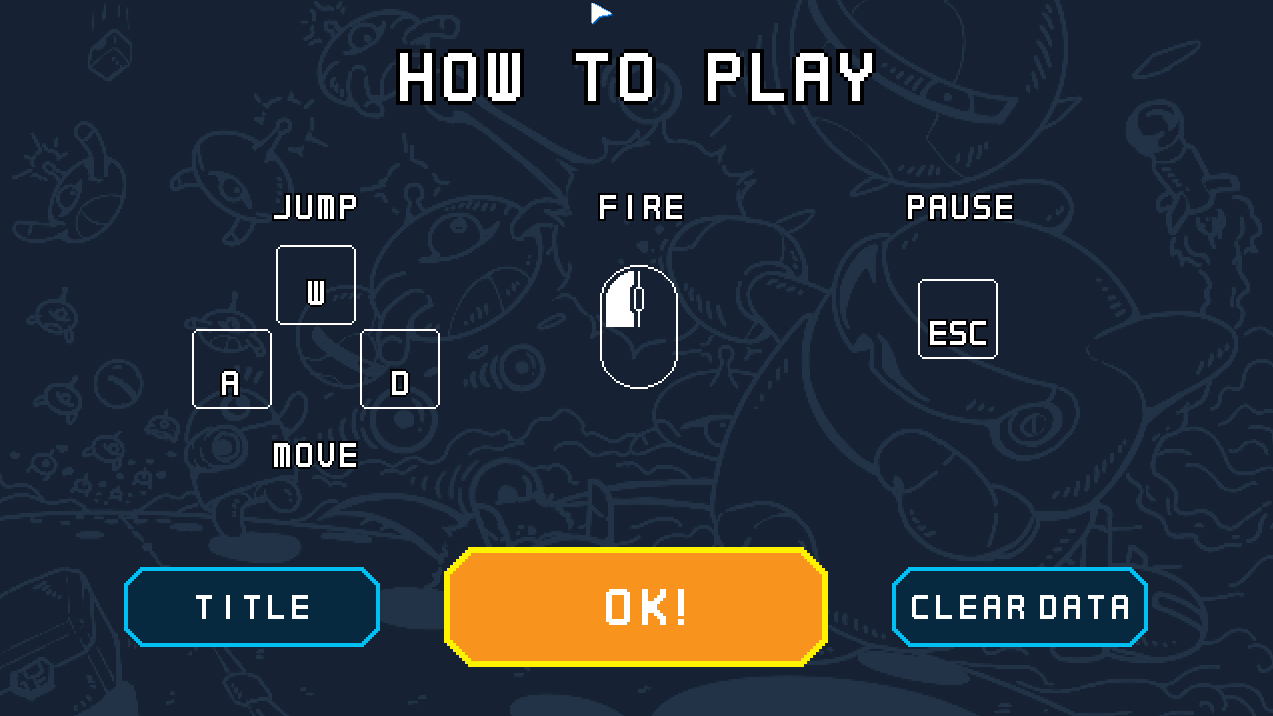 HOW TO PLAY
JUMP
W
A
D
MOVE
FIRE
PAUSE
ESC
TITLE
OK!
CLEAR DATA